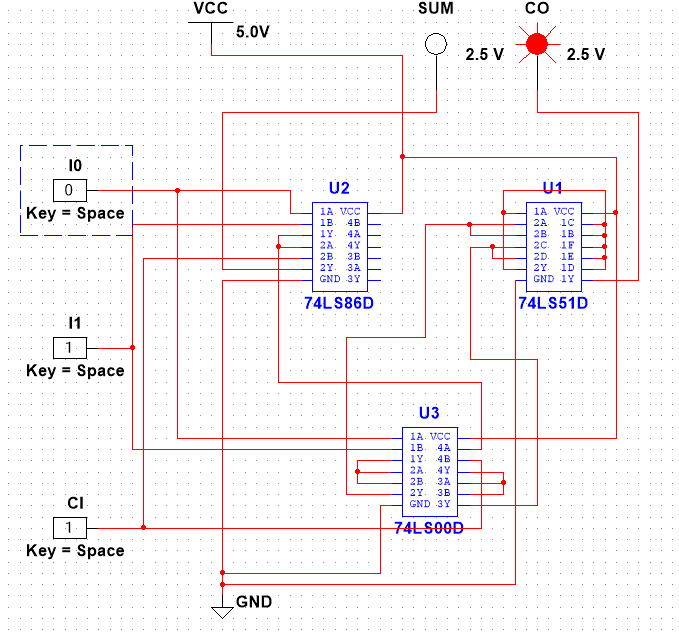 VCC
5.0V
SUM
2.5 V
CO
2.5 V
I0
0
Key = Space
U2
1A VCC
1B 4B
1Y 4A
2A 4Y
2B 3B
2Y 3A
GND 3Y
74LS86D
U1
1A VCC
2A 1C
2B 1B
2C 1F
2D 1E
2Y 1D
GND 1Y
74LS51D
I1
1
Key = Space
U3
1A VCC
1B 4A
1Y 4B
2A 4Y
2B 3A
2Y 3B
GND 3Y
74LS00D
CI
1
Key = Space
GND